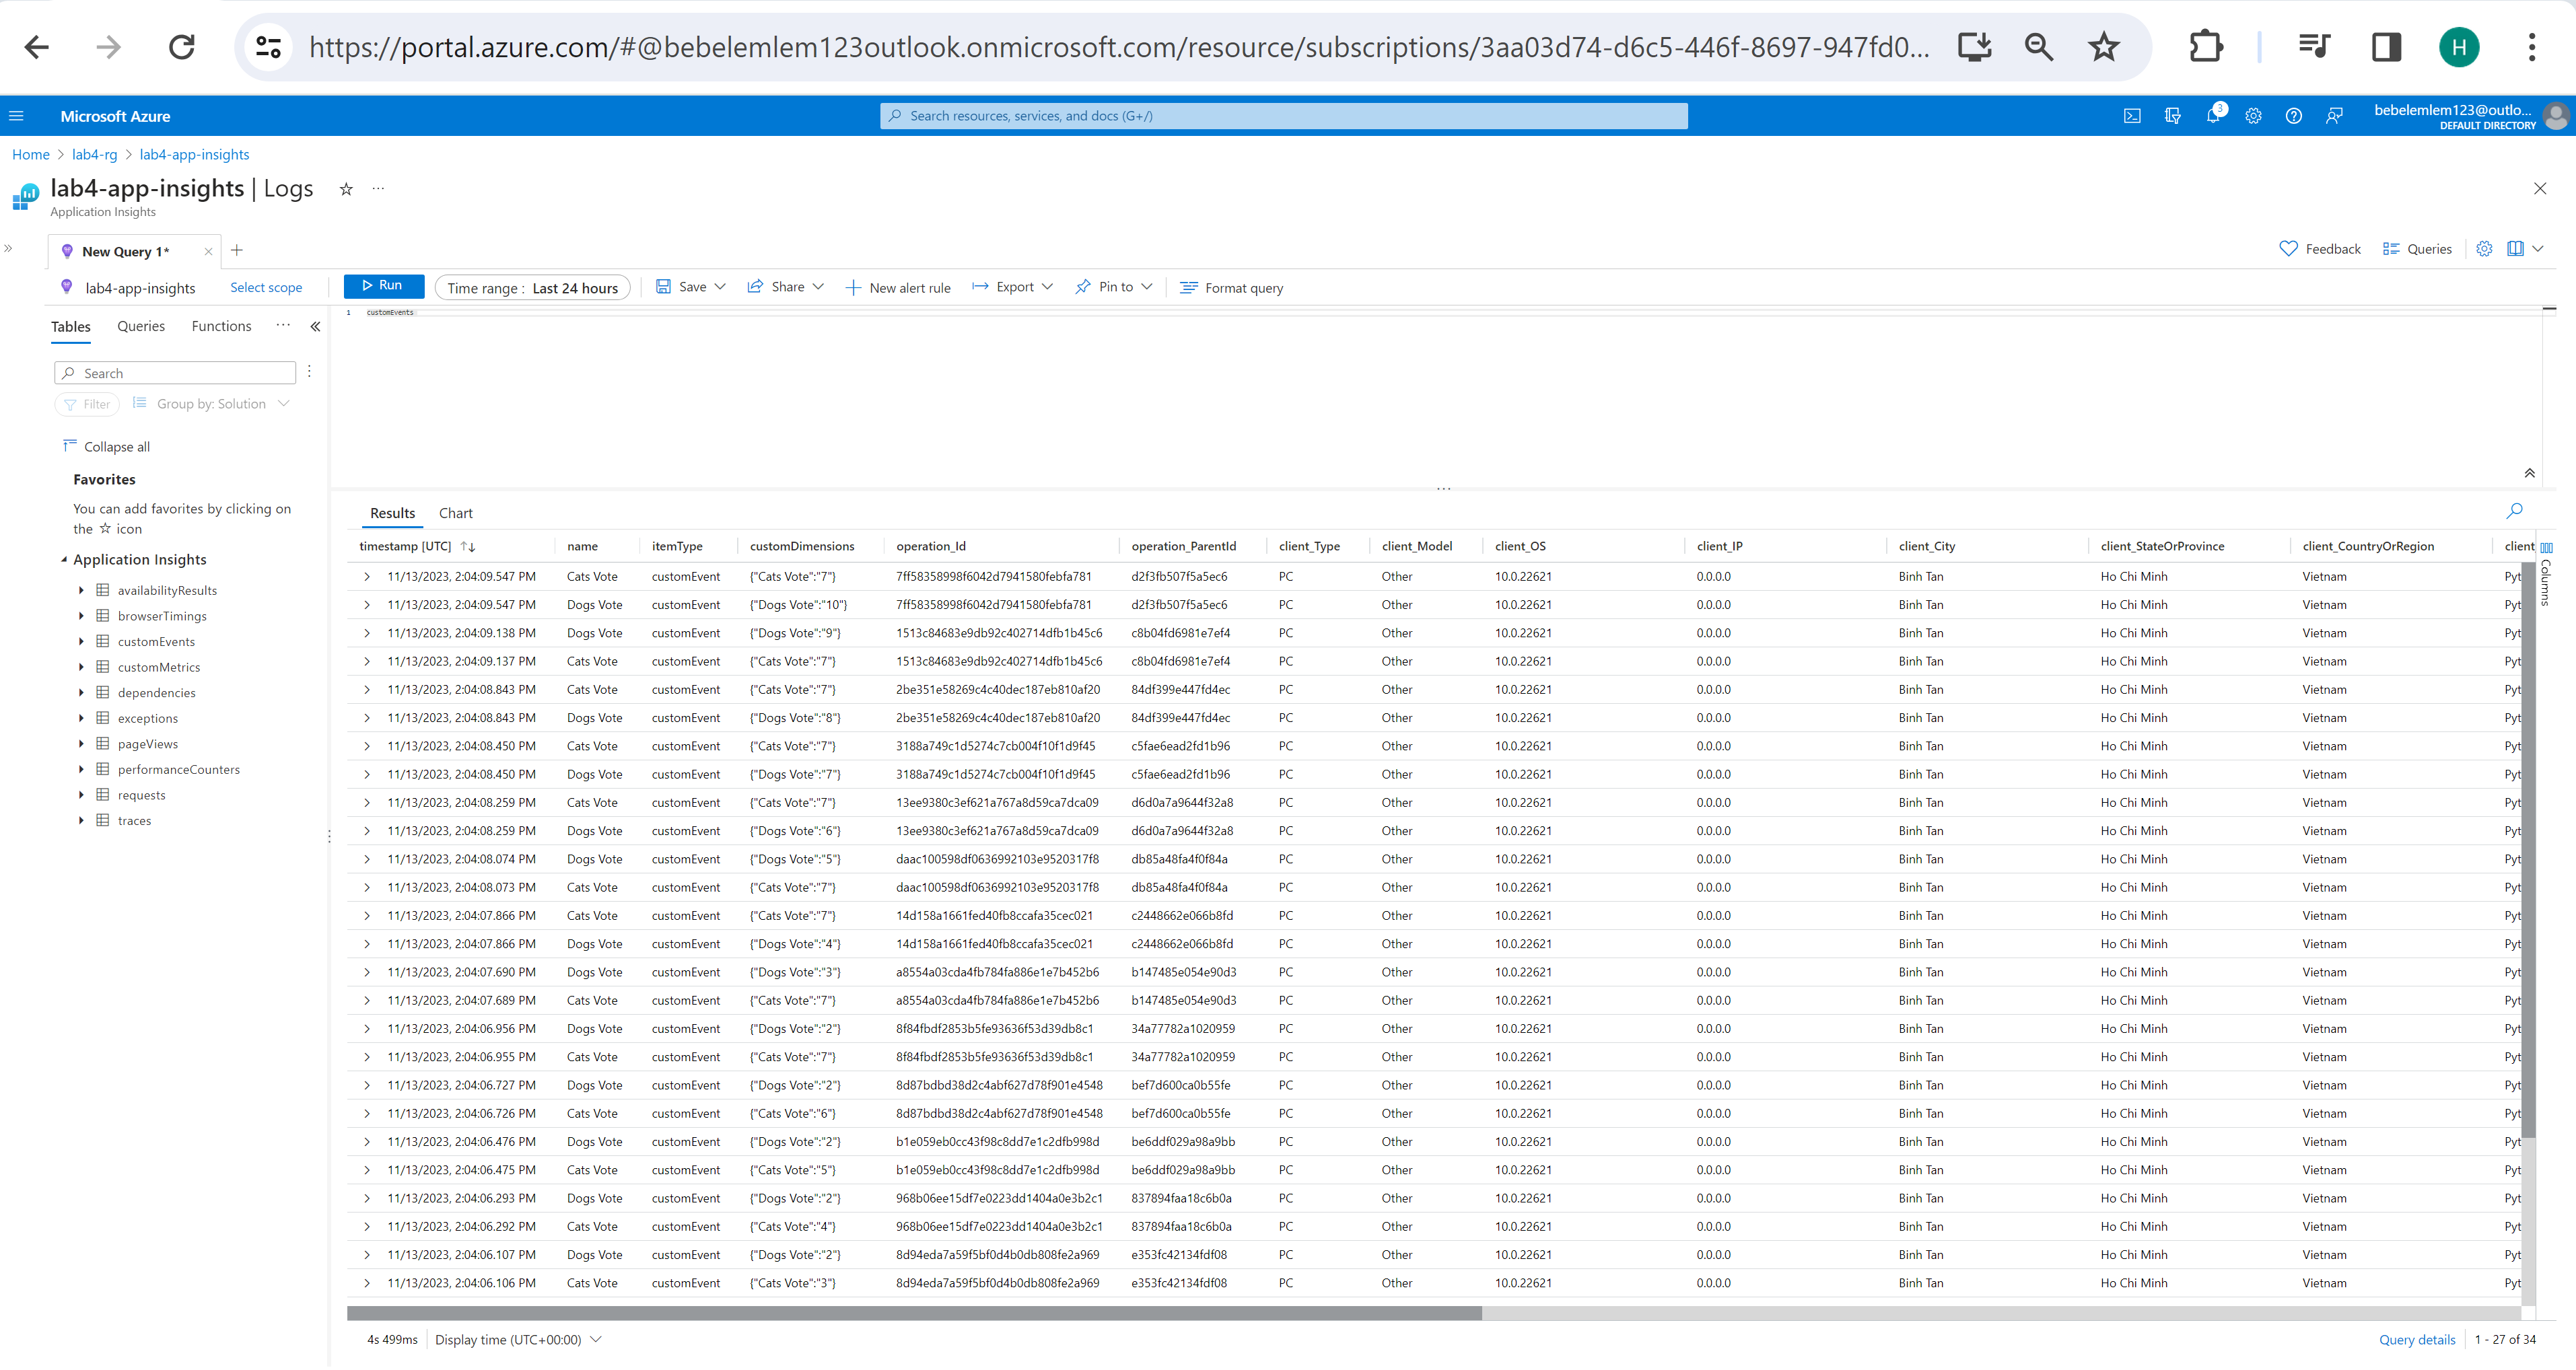 https://portal.azure.com/#@bebelemlem123outlook.onmicrosoft.com/resource/subscriptions/3aa03d74-d6c5-446f-8697-947fd0... H
Microsoft Azure Search resources, services, and docs (G+/) 3 bebelemlem123@outlo...
DEFAULT DIRECTORY
Home > lab4-rg > lab4-app-insights
lab4-app-insights | Logs
Application Insights
New Query 1* Feedback Queries
lab4-app-insights Select scope Run Time range : Last 24 hours Save Share New alert rule Export Pin to Format query
Tables Queries Functions
1 customEvents
Search
Filter Group by: Solution
Collapse all
Favorites
You can add favorites by clicking on
the ☆ icon
Application Insights
availabilityResults
browserTimings
customEvents
customMetrics
dependencies
exceptions
pageViews
performanceCounters
requests
traces
Results Chart
timestamp [UTC] name itemType customDimensions operation_Id operation_ParentId client_Type client_Model client_OS client_IP client_City client_StateOrProvince client_CountryOrRegion client
Columns
11/13/2023, 2:04:09.547 PM Cats Vote customEvent {"Cats Vote":"7"} 7ff58358998f6042d7941580febfa781 d2f3fb507f5a5ec6 PC Other 10.0.22621 0.0.0.0 Binh Tan Ho Chi Minh Vietnam Pyt
11/13/2023, 2:04:09.547 PM Dogs Vote customEvent {"Dogs Vote":"10"} 7ff58358998f6042d7941580febfa781 d2f3fb507f5a5ec6 PC Other 10.0.22621 0.0.0.0 Binh Tan Ho Chi Minh Vietnam Pyt
11/13/2023, 2:04:09.138 PM Dogs Vote customEvent {"Dogs Vote":"9"} 1513c84683e9db92c402714dfb1b45c6 c8b04fd6981e7ef4 PC Other 10.0.22621 0.0.0.0 Binh Tan Ho Chi Minh Vietnam Pyt
11/13/2023, 2:04:09.137 PM Cats Vote customEvent {"Cats Vote":"7"} 1513c84683e9db92c402714dfb1b45c6 c8b04fd6981e7ef4 PC Other 10.0.22621 0.0.0.0 Binh Tan Ho Chi Minh Vietnam Pyt
11/13/2023, 2:04:08.843 PM Cats Vote customEvent {"Cats Vote":"7"} 2be351e58269c4c40dec187eb810af20 84df399e447fd4ec PC Other 10.0.22621 0.0.0.0 Binh Tan Ho Chi Minh Vietnam Pyt
11/13/2023, 2:04:08.843 PM Dogs Vote customEvent {"Dogs Vote":"8"} 2be351e58269c4c40dec187eb810af20 84df399e447fd4ec PC Other 10.0.22621 0.0.0.0 Binh Tan Ho Chi Minh Vietnam Pyt
11/13/2023, 2:04:08.450 PM Cats Vote customEvent {"Cats Vote":"7"} 3188a749c1d5274c7cb004f10f1d9f45 c5fae6ead2fd1b96 PC Other 10.0.22621 0.0.0.0 Binh Tan Ho Chi Minh Vietnam Pyt
11/13/2023, 2:04:08.450 PM Dogs Vote customEvent {"Dogs Vote":"7"} 3188a749c1d5274c7cb004f10f1d9f45 c5fae6ead2fd1b96 PC Other 10.0.22621 0.0.0.0 Binh Tan Ho Chi Minh Vietnam Pyt
11/13/2023, 2:04:08.259 PM Cats Vote customEvent {"Cats Vote":"7"} 13ee9380c3ef621a767a8d59ca7dca09 d6d0a7a9644f32a8 PC Other 10.0.22621 0.0.0.0 Binh Tan Ho Chi Minh Vietnam Pyt
11/13/2023, 2:04:08.259 PM Dogs Vote customEvent {"Dogs Vote":"6"} 13ee9380c3ef621a767a8d59ca7dca09 d6d0a7a9644f32a8 PC Other 10.0.22621 0.0.0.0 Binh Tan Ho Chi Minh Vietnam Pyt
11/13/2023, 2:04:08.074 PM Dogs Vote customEvent {"Dogs Vote":"5"} daac100598df0636992103e9520317f8 db85a48fa4f0f84a PC Other 10.0.22621 0.0.0.0 Binh Tan Ho Chi Minh Vietnam Pyt
11/13/2023, 2:04:08.073 PM Cats Vote customEvent {"Cats Vote":"7"} daac100598df0636992103e9520317f8 db85a48fa4f0f84a PC Other 10.0.22621 0.0.0.0 Binh Tan Ho Chi Minh Vietnam Pyt
11/13/2023, 2:04:07.866 PM Cats Vote customEvent {"Cats Vote":"7"} 14d158a1661fed40fb8ccafa35cec021 c2448662e066b8fd PC Other 10.0.22621 0.0.0.0 Binh Tan Ho Chi Minh Vietnam Pyt
11/13/2023, 2:04:07.866 PM Dogs Vote customEvent {"Dogs Vote":"4"} 14d158a1661fed40fb8ccafa35cec021 c2448662e066b8fd PC Other 10.0.22621 0.0.0.0 Binh Tan Ho Chi Minh Vietnam Pyt
11/13/2023, 2:04:07.690 PM Dogs Vote customEvent {"Dogs Vote":"3"} a8554a03cda4fb784fa886e1e7b452b6 b147485e054e90d3 PC Other 10.0.22621 0.0.0.0 Binh Tan Ho Chi Minh Vietnam Pyt
11/13/2023, 2:04:07.689 PM Cats Vote customEvent {"Cats Vote":"7"} a8554a03cda4fb784fa886e1e7b452b6 b147485e054e90d3 PC Other 10.0.22621 0.0.0.0 Binh Tan Ho Chi Minh Vietnam Pyt
11/13/2023, 2:04:06.956 PM Dogs Vote customEvent {"Dogs Vote":"2"} 8f84fbdf2853b5fe93636f53d39db8c1 34a77782a1020959 PC Other 10.0.22621 0.0.0.0 Binh Tan Ho Chi Minh Vietnam Pyt
11/13/2023, 2:04:06.955 PM Cats Vote customEvent {"Cats Vote":"7"} 8f84fbdf2853b5fe93636f53d39db8c1 34a77782a1020959 PC Other 10.0.22621 0.0.0.0 Binh Tan Ho Chi Minh Vietnam Pyt
11/13/2023, 2:04:06.727 PM Dogs Vote customEvent {"Dogs Vote":"2"} 8d87bdbd38d2c4abf627d78f901e4548 bef7d600ca0b55fe PC Other 10.0.22621 0.0.0.0 Binh Tan Ho Chi Minh Vietnam Pyt
11/13/2023, 2:04:06.726 PM Cats Vote customEvent {"Cats Vote":"6"} 8d87bdbd38d2c4abf627d78f901e4548 bef7d600ca0b55fe PC Other 10.0.22621 0.0.0.0 Binh Tan Ho Chi Minh Vietnam Pyt
11/13/2023, 2:04:06.476 PM Dogs Vote customEvent {"Dogs Vote":"2"} b1e059eb0cc43f98c8dd7e1c2dfb998d be6ddf029a98a9bb PC Other 10.0.22621 0.0.0.0 Binh Tan Ho Chi Minh Vietnam Pyt
11/13/2023, 2:04:06.475 PM Cats Vote customEvent {"Cats Vote":"5"} b1e059eb0cc43f98c8dd7e1c2dfb998d be6ddf029a98a9bb PC Other 10.0.22621 0.0.0.0 Binh Tan Ho Chi Minh Vietnam Pyt
11/13/2023, 2:04:06.293 PM Dogs Vote customEvent {"Dogs Vote":"2"} 968b06ee15df7e0223dd1404a0e3b2c1 837894faa18c6b0a PC Other 10.0.22621 0.0.0.0 Binh Tan Ho Chi Minh Vietnam Pyt
11/13/2023, 2:04:06.292 PM Cats Vote customEvent {"Cats Vote":"4"} 968b06ee15df7e0223dd1404a0e3b2c1 837894faa18c6b0a PC Other 10.0.22621 0.0.0.0 Binh Tan Ho Chi Minh Vietnam Pyt
11/13/2023, 2:04:06.107 PM Dogs Vote customEvent {"Dogs Vote":"2"} 8d94eda7a59f5bf0d4b0db808fe2a969 e353fc42134fdf08 PC Other 10.0.22621 0.0.0.0 Binh Tan Ho Chi Minh Vietnam Pyt
11/13/2023, 2:04:06.106 PM Cats Vote customEvent {"Cats Vote":"3"} 8d94eda7a59f5bf0d4b0db808fe2a969 e353fc42134fdf08 PC Other 10.0.22621 0.0.0.0 Binh Tan Ho Chi Minh Vietnam Pyt
4s 499ms Display time (UTC+00:00) Query details 1 - 27 of 34